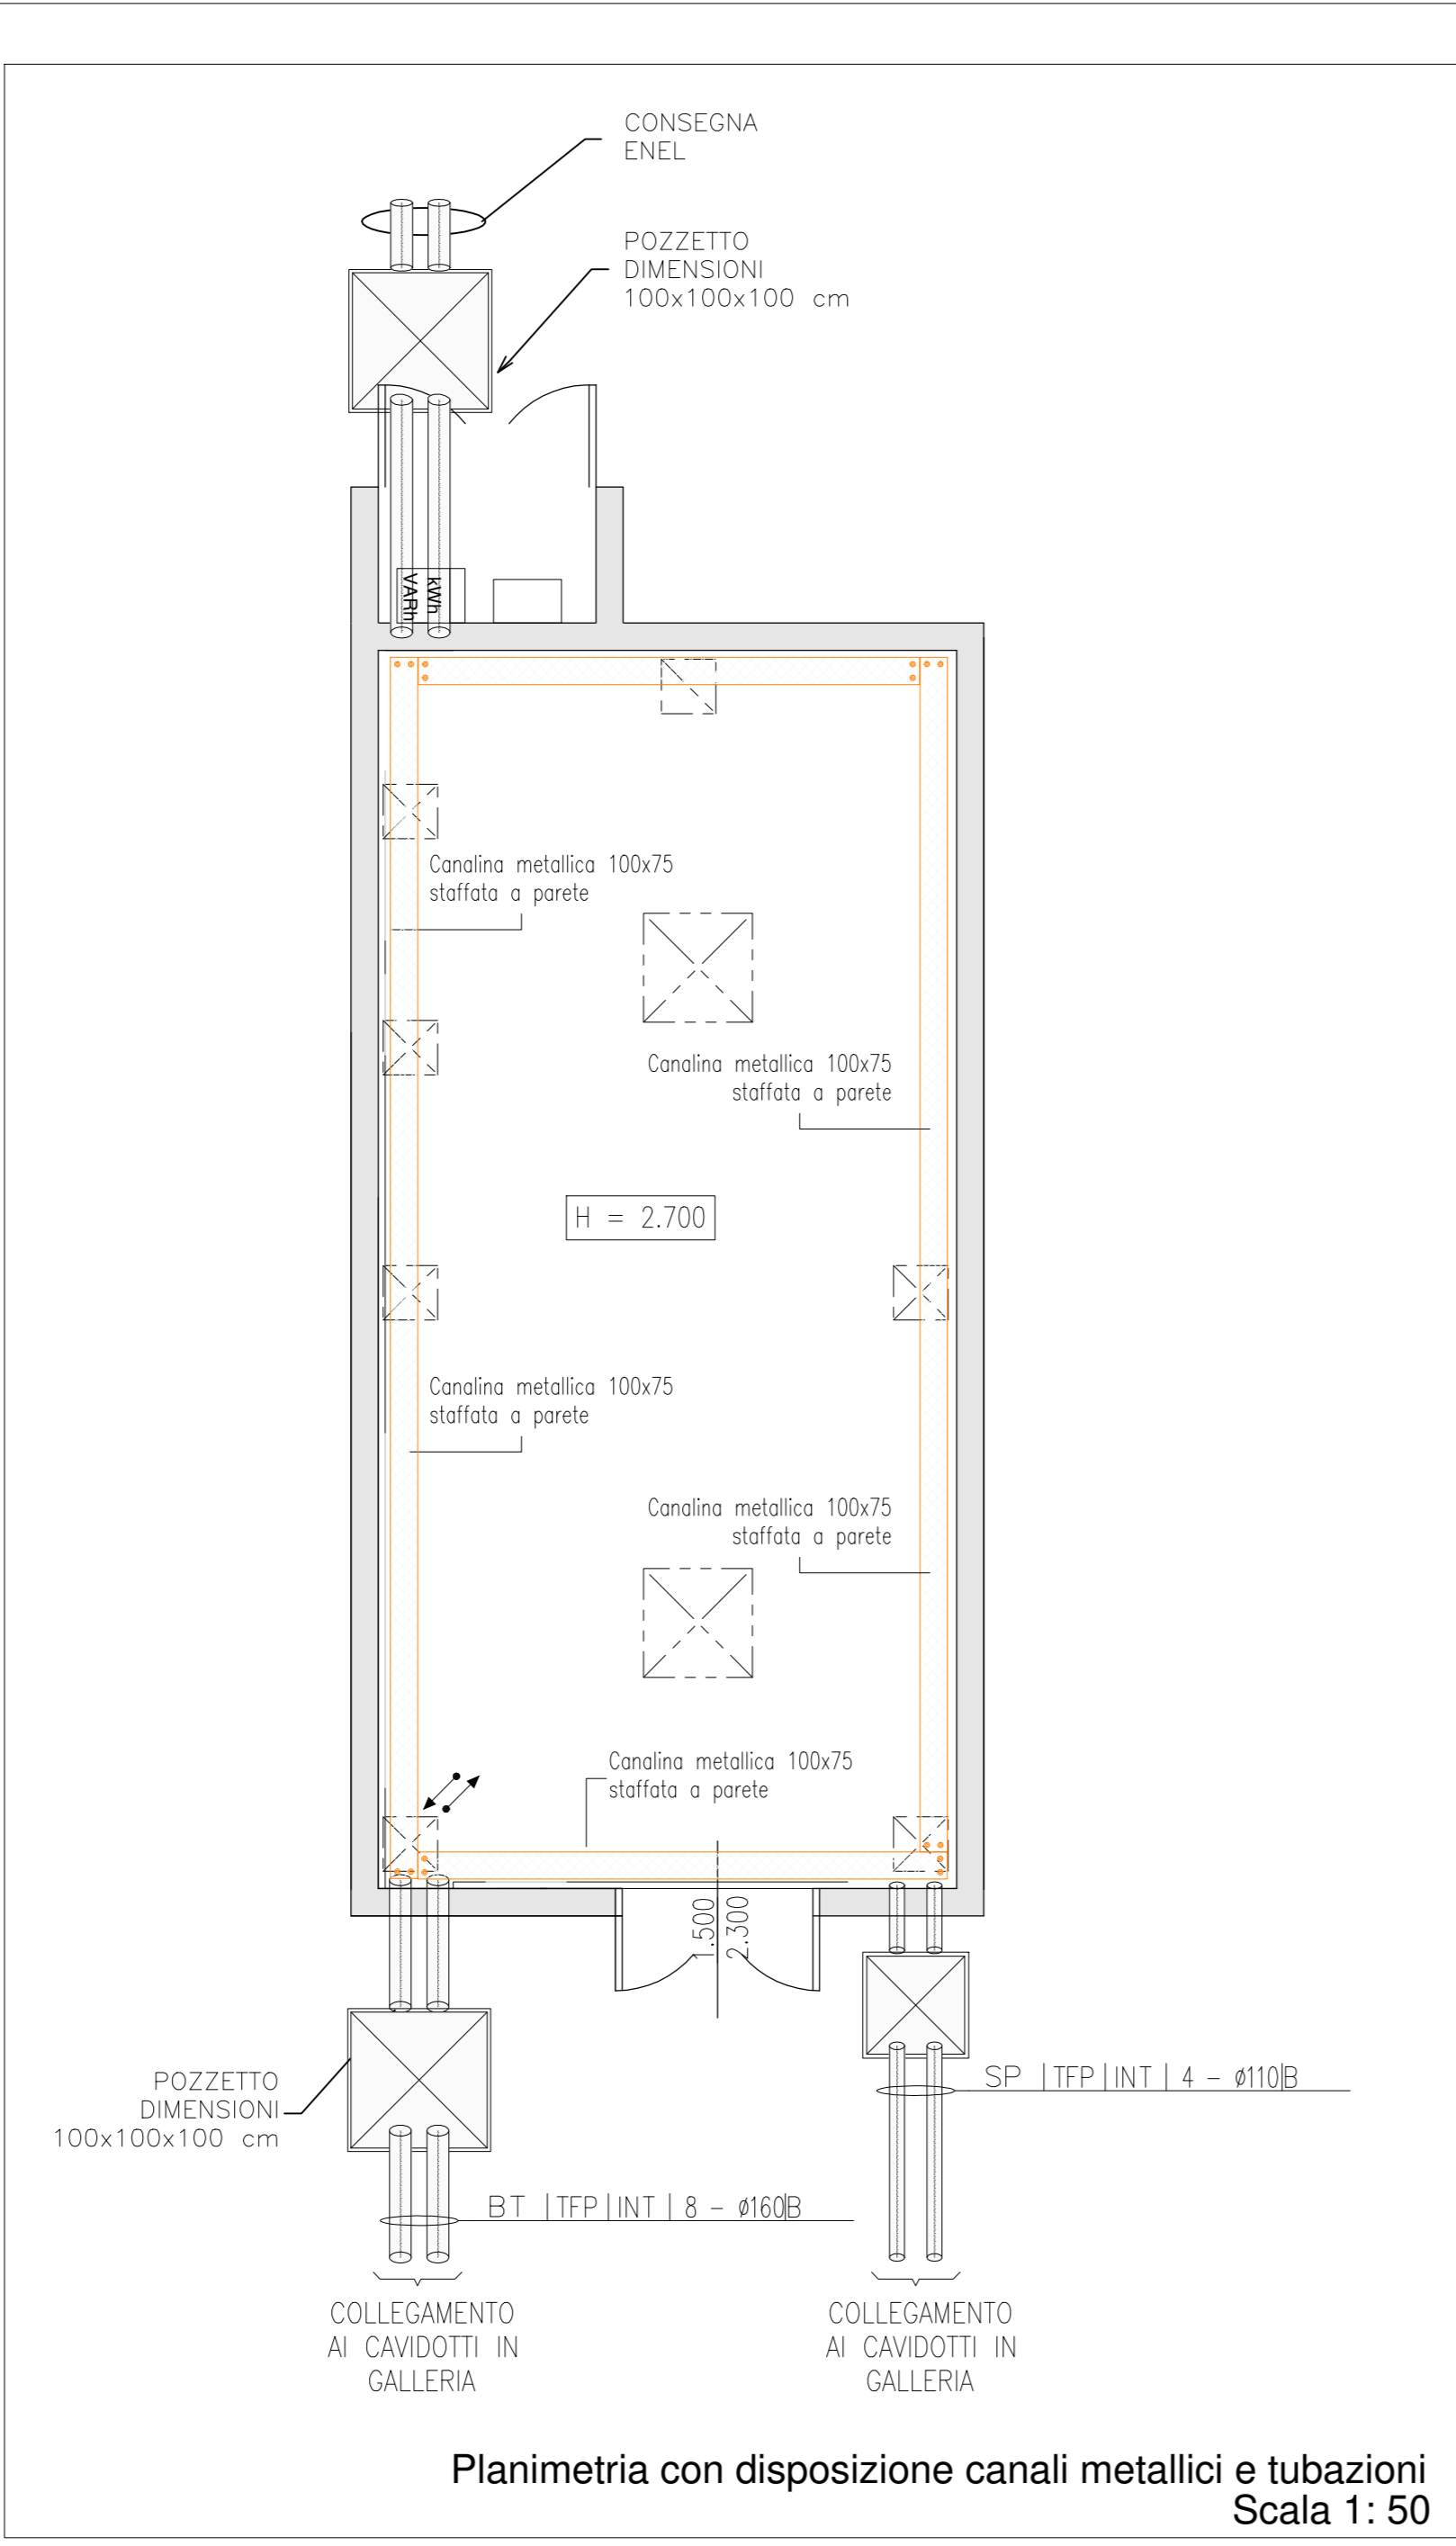 CONSEGNA
ENEL
POZZETTO
DIMENSIONI
100x100x100 cm
kWh
VARh
Canalina metallica 100x75
staffata a parete
Canalina metallica 100x75
staffata a parete
H = 2.700
Canalina metallica 100x75
staffata a parete
Canalina metallica 100x75
staffata a parete
Canalina metallica 100x75
staffata a parete
1.500
2.300
POZZETTO
DIMENSIONI
100x100x100 cm
SP |TFP|INT | 4 - ø110|B
BT |TFP|INT | 8 - ø160|B
COLLEGAMENTO
AI CAVIDOTTI IN
GALLERIA
COLLEGAMENTO
AI CAVIDOTTI IN
GALLERIA
Planimetria con disposizione canali metallici e tubazioni
Scala 1: 50